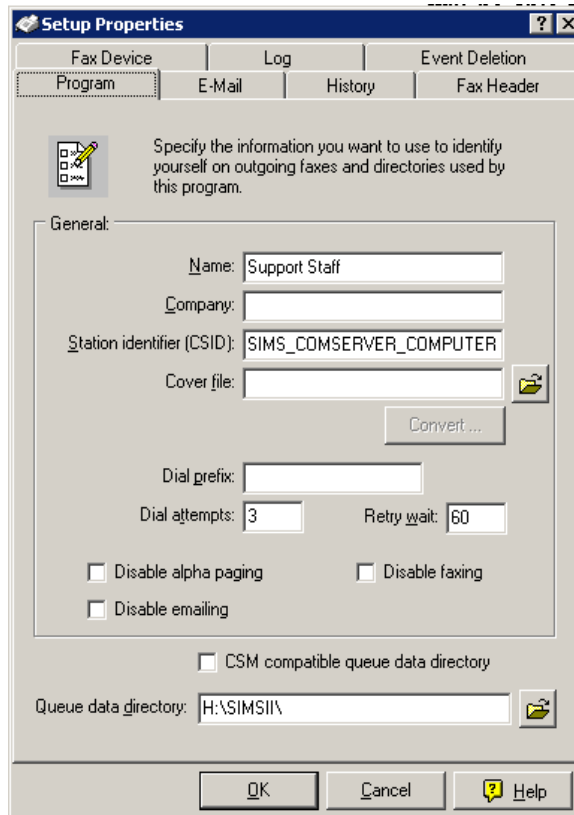 Setup Properties
Fax Device Log Event Deletion
Program E-Mail History Fax Header
Specify the information you want to use to identify
yourself on outgoing faxes and directories used by
this program.
General:
Name: Support Staff
Company:
Station identifier (CSID): SIMS_COMSERVER_COMPUTER
Cover file:
Convert ...
Dial prefix:
Dial attempts: 3 Retry wait: 60
Disable alpha paging Disable faxing
Disable emailing
CSM compatible queue data directory
Queue data directory: H:\SIMSII\
OK Cancel Help